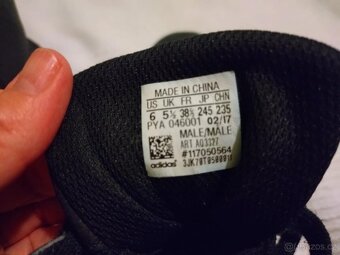 MADE IN CHINA
US UK FR JP CHN
6 5½ 38⅔ 245 235
PYA 046001 02/17
MALE/MALE
ART AQ3327
#117050564
adidas